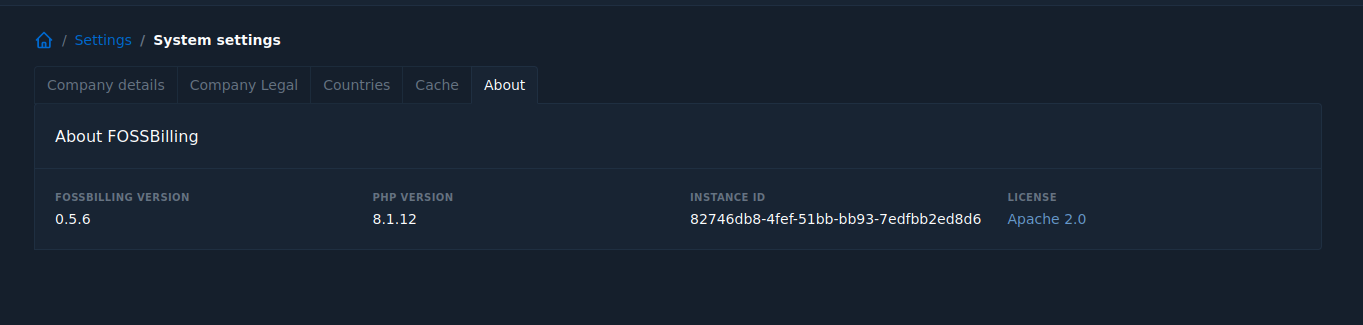 / Settings / System settings
Company details Company Legal Countries Cache About
About FOSSBilling
FOSSBILLING VERSION PHP VERSION INSTANCE ID LICENSE
0.5.6 8.1.12 82746db8-4fef-51bb-bb93-7edfbb2ed8d6 Apache 2.0